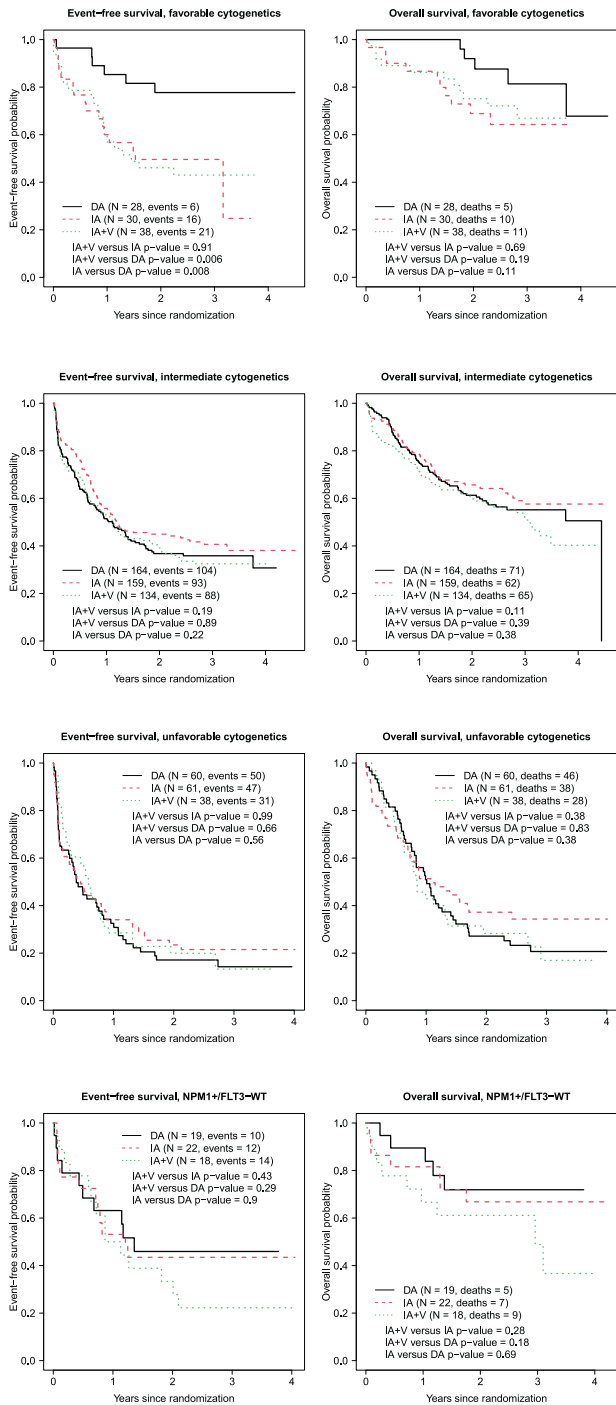 Event−free survival, favorable cytogenetics
Event−free survival probability
1.0
0.8
0.6
0.4
0.2
0.0
DA (N = 28, events = 6)
IA (N = 30, events = 16)
IA+V (N = 38, events = 21)
IA+V versus IA p−value = 0.91
IA+V versus DA p−value = 0.006
IA versus DA p−value = 0.008
0 1 2 3 4
Years since randomization
Overall survival, favorable cytogenetics
Overall survival probability
1.0
0.8
0.6
0.4
0.2
0.0
DA (N = 28, deaths = 5)
IA (N = 30, deaths = 10)
IA+V (N = 38, deaths = 11)
IA+V versus IA p−value = 0.69
IA+V versus DA p−value = 0.19
IA versus DA p−value = 0.11
0 1 2 3 4
Years since randomization
Event−free survival, intermediate cytogenetics
Event−free survival probability
1.0
0.8
0.6
0.4
0.2
0.0
DA (N = 164, events = 104)
IA (N = 159, events = 93)
IA+V (N = 134, events = 88)
IA+V versus IA p−value = 0.19
IA+V versus DA p−value = 0.89
IA versus DA p−value = 0.22
0 1 2 3 4
Years since randomization
Overall survival, intermediate cytogenetics
Overall survival probability
1.0
0.8
0.6
0.4
0.2
0.0
DA (N = 164, deaths = 71)
IA (N = 159, deaths = 62)
IA+V (N = 134, deaths = 65)
IA+V versus IA p−value = 0.11
IA+V versus DA p−value = 0.39
IA versus DA p−value = 0.38
0 1 2 3 4
Years since randomization
Event−free survival, unfavorable cytogenetics
Event−free survival probability
1.0
0.8
0.6
0.4
0.2
0.0
DA (N = 60, events = 50)
IA (N = 61, events = 47)
IA+V (N = 38, events = 31)
IA+V versus IA p−value = 0.99
IA+V versus DA p−value = 0.66
IA versus DA p−value = 0.56
0 1 2 3 4
Years since randomization
Overall survival, unfavorable cytogenetics
Overall survival probability
1.0
0.8
0.6
0.4
0.2
0.0
DA (N = 60, deaths = 46)
IA (N = 61, deaths = 38)
IA+V (N = 38, deaths = 28)
IA+V versus IA p−value = 0.38
IA+V versus DA p−value = 0.83
IA versus DA p−value = 0.38
0 1 2 3 4
Years since randomization
Event−free survival, NPM1+/FLT3−WT
Event−free survival probability
1.0
0.8
0.6
0.4
0.2
0.0
DA (N = 19, events = 10)
IA (N = 22, events = 12)
IA+V (N = 18, events = 14)
IA+V versus IA p−value = 0.43
IA+V versus DA p−value = 0.29
IA versus DA p−value = 0.9
0 1 2 3 4
Years since randomization
Overall survival, NPM1+/FLT3−WT
Overall survival probability
1.0
0.8
0.6
0.4
0.2
0.0
DA (N = 19, deaths = 5)
IA (N = 22, deaths = 7)
IA+V (N = 18, deaths = 9)
IA+V versus IA p−value = 0.28
IA+V versus DA p−value = 0.18
IA versus DA p−value = 0.69
0 1 2 3 4
Years since randomization